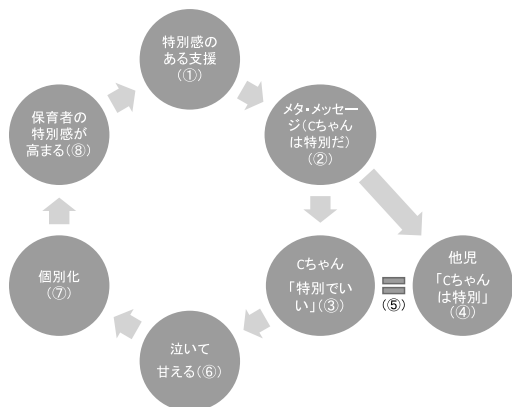 特別感の
ある支援
(①)
メタ・メッセー
ジ(Cちゃん
は特別だ)
(②)
Cちゃん
「特別でい
い」(③)
他児
「Cちゃん
は特別」
(④)
(⑤)
泣いて
甘える(⑥)
個別化
(⑦)
保育者の
特別感が
高まる(⑧)